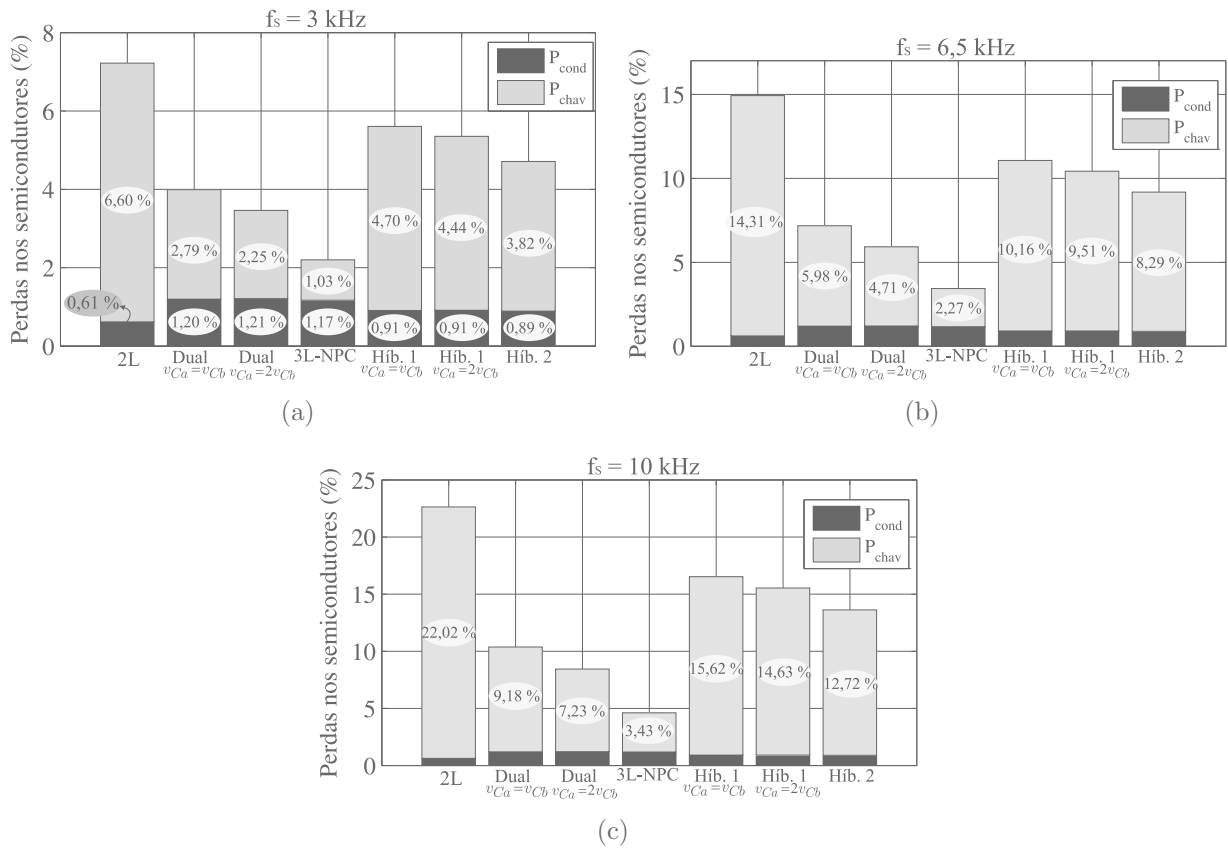 fs = 3 kHz
Perdas nos semicondutores (%)
8
6
4
2
0
Pcond
Pchav
6,60 %
0,61 %
2,79 %
1,20 %
2,25 %
1,21 %
1,03 %
1,17 %
4,70 %
0,91 %
4,44 %
0,91 %
3,82 %
0,89 %
2L
Dual
vCa=vCb
Dual
vCa=2vCb
3L-NPC
Híb. 1
vCa=vCb
Híb. 1
vCa=2vCb
Híb. 2
(a)
fs = 6,5 kHz
Perdas nos semicondutores (%)
15
10
5
0
Pcond
Pchav
14,31 %
5,98 %
4,71 %
2,27 %
10,16 %
9,51 %
8,29 %
2L
Dual
vCa=vCb
Dual
vCa=2vCb
3L-NPC
Híb. 1
vCa=vCb
Híb. 1
vCa=2vCb
Híb. 2
(b)
fs = 10 kHz
Perdas nos semicondutores (%)
25
20
15
10
5
0
Pcond
Pchav
22,02 %
9,18 %
7,23 %
3,43 %
15,62 %
14,63 %
12,72 %
2L
Dual
vCa=vCb
Dual
vCa=2vCb
3L-NPC
Híb. 1
vCa=vCb
Híb. 1
vCa=2vCb
Híb. 2
(c)